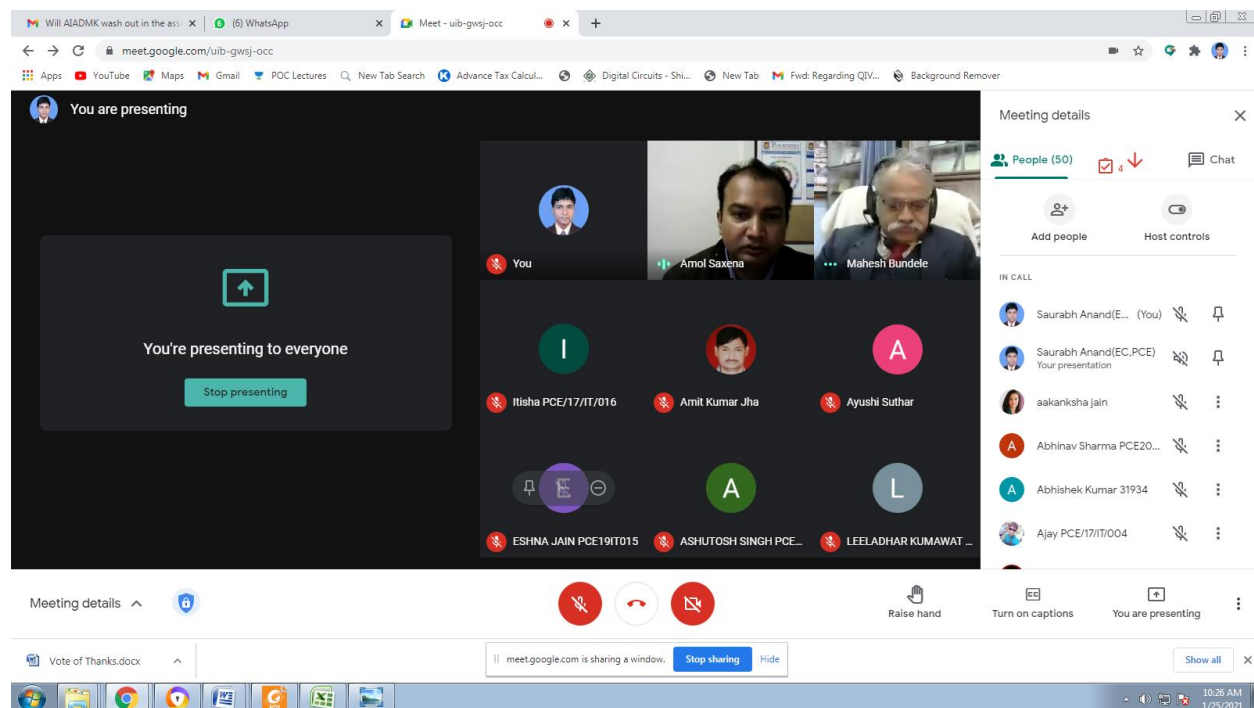 Will AIADMK wash out in the ass
(6) WhatsApp
Meet - uib-gwsj-occ
meet.google.com/uib-gwsj-occ
Apps
YouTube
Maps
Gmail
POC Lectures
New Tab Search
Advance Tax Calcul...
Digital Circuits - Shi...
New Tab
Fwd: Regarding QIV...
Background Remover
You are presenting
You're presenting to everyone
Stop presenting
You
Amol Saxena
Mahesh Bundele
I
A
Itisha PCE/17/IT/016
Amit Kumar Jha
Ayushi Suthar
E
A
L
ESHNA JAIN PCE19IT015
ASHUTOSH SINGH PCE...
LEELADHAR KUMAWAT ...
Meeting details
People (50)
4
Chat
Add people
Host controls
IN CALL
Saurabh Anand(E... (You)
Saurabh Anand(EC,PCE)
Your presentation
aakanksha jain
A
Abhinav Sharma PCE20...
A
Abhishek Kumar 31934
Ajay PCE/17/IT/004
Meeting details
Raise hand
CC
Turn on captions
You are presenting
Vote of Thanks.docx
meet.google.com is sharing a window.
Stop sharing
Hide
Show all
10:26 AM
1/25/2021